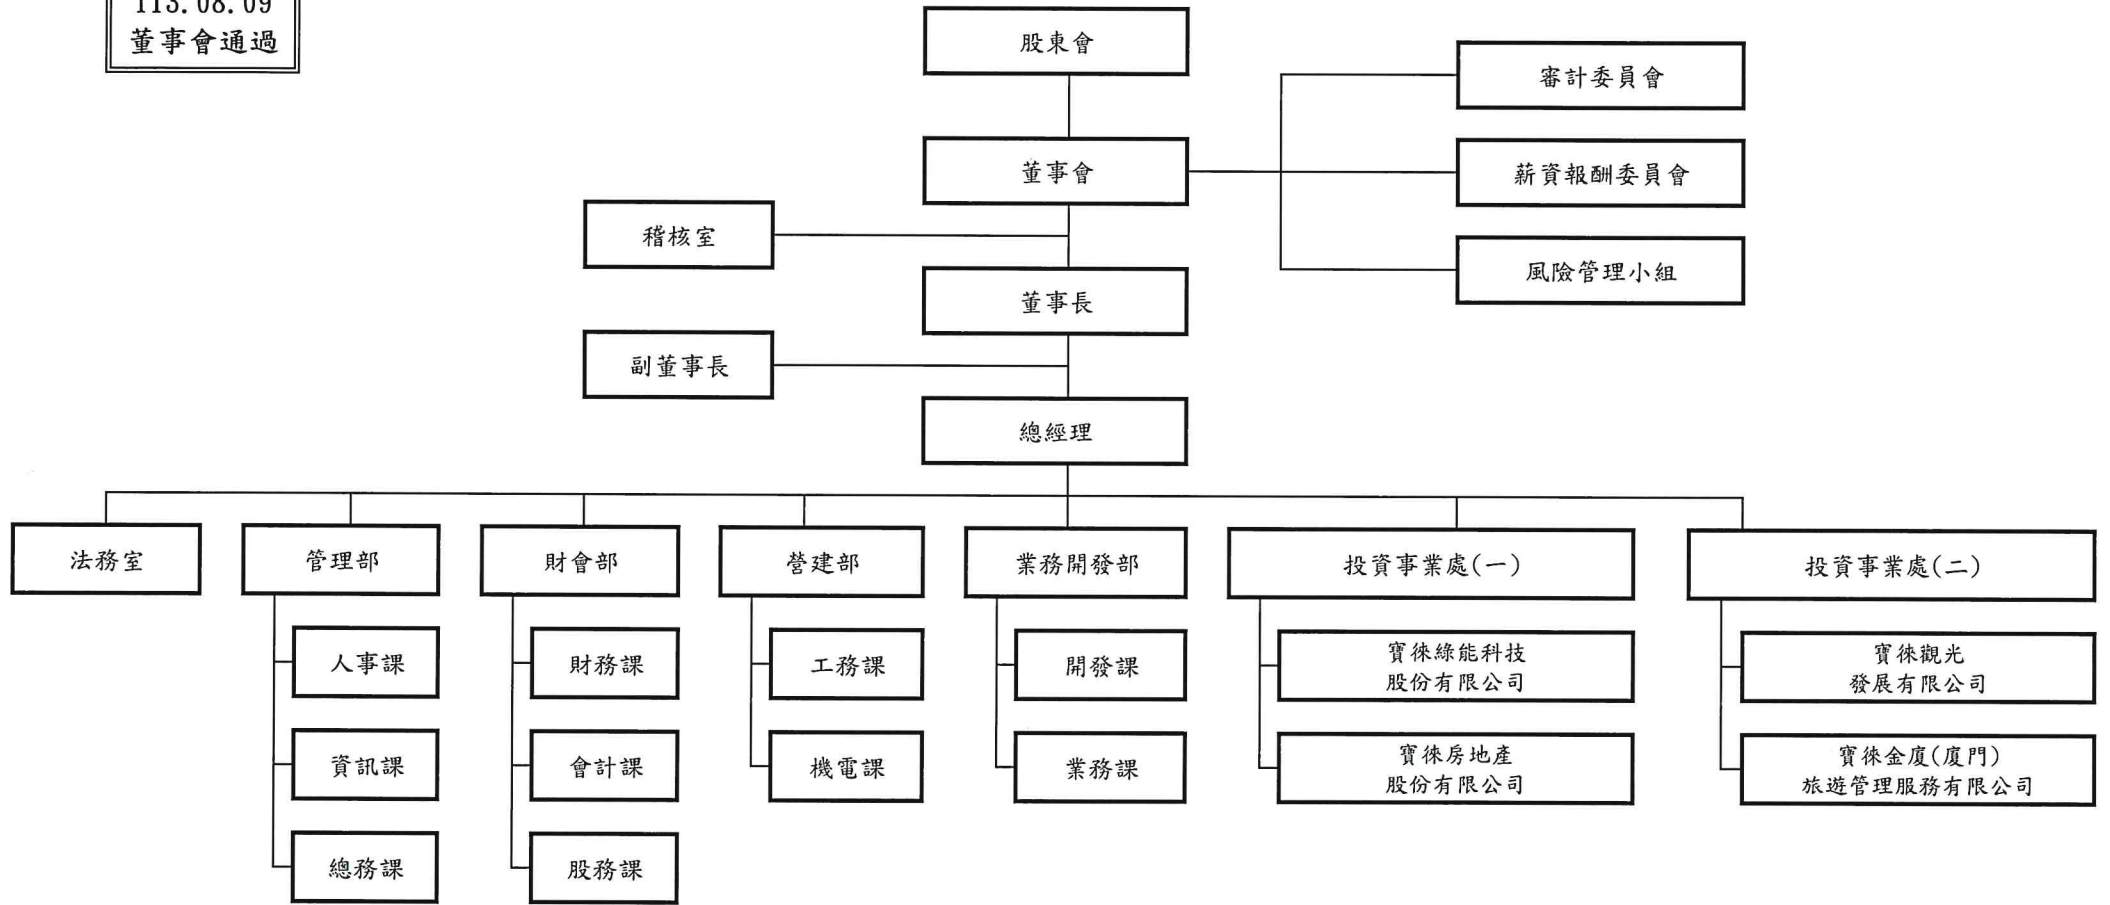 113.08.09
董事會通過
股東會
審計委員會
董事會
薪資報酬委員會
稽核室
風險管理小組
董事長
副董事長
總經理
法務室
管理部
財會部
營建部
業務開發部
投資事業處(一)
投資事業處(二)
人事課
財務課
工務課
開發課
寶徠綠能科技
股份有限公司
寶徠觀光
發展有限公司
資訊課
會計課
機電課
業務課
寶徠房地產
股份有限公司
寶徠金廈(廈門)
旅遊管理服務有限公司
總務課
股務課